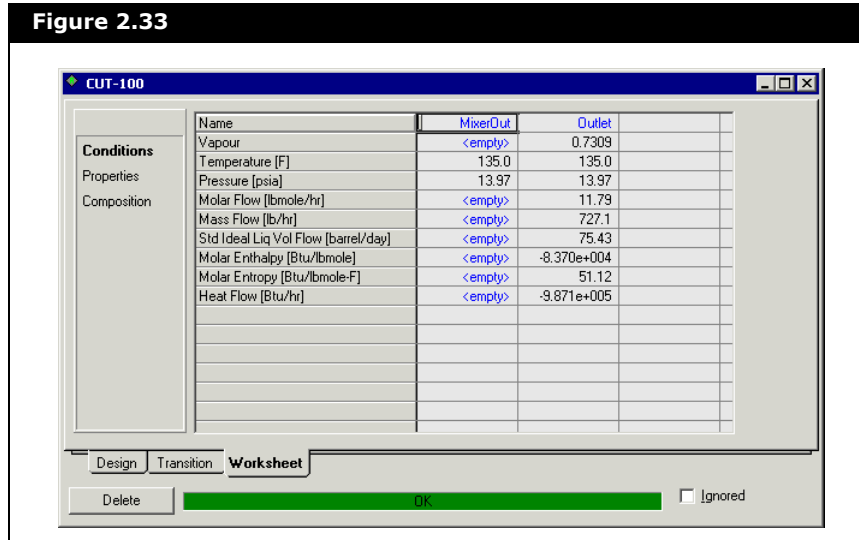 Figure 2.33
CUT-100
Conditions
Properties
Composition
Name MixerOut Outlet
Vapour <empty> 0.7309
Temperature [F] 135.0 135.0
Pressure [psia] 13.97 13.97
Molar Flow [lbmole/hr] <empty> 11.79
Mass Flow [lb/hr] <empty> 727.1
Std Ideal Liq Vol Flow [barrel/day] <empty> 75.43
Molar Enthalpy [Btu/lbmole] <empty> -8.370e+004
Molar Entropy [Btu/lbmole-F] <empty> 51.12
Heat Flow [Btu/hr] <empty> -9.871e+005
Design Transition Worksheet
Delete OK Ignored